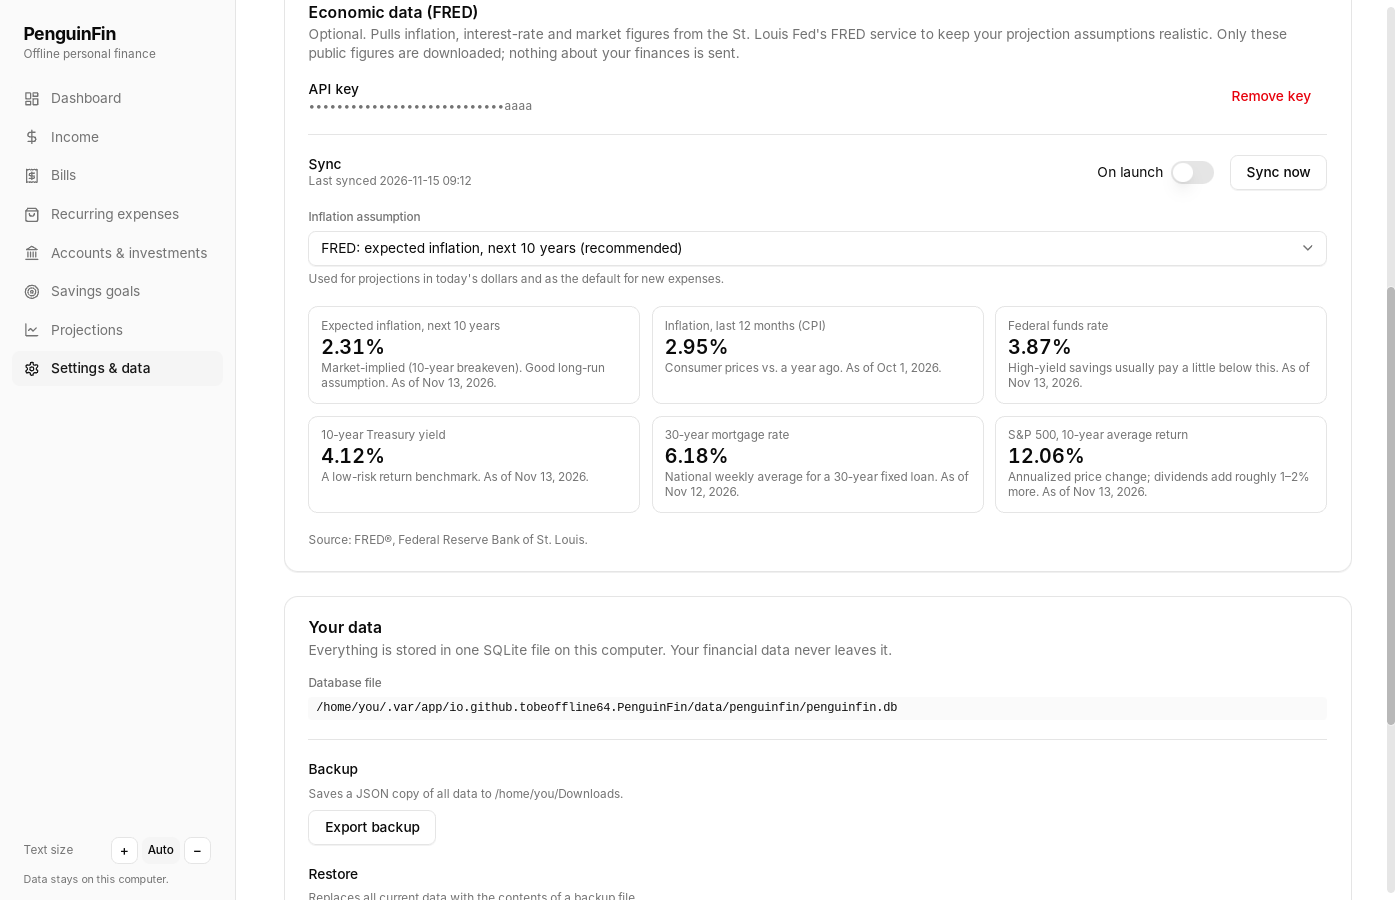 PenguinFin
Offline personal finance
Dashboard
Income
Bills
Recurring expenses
Accounts & investments
Savings goals
Projections
Settings & data
Text size
+
Auto
−
Data stays on this computer.
Economic data (FRED)
Optional. Pulls inflation, interest-rate and market figures from the St. Louis Fed's FRED service to keep your projection assumptions realistic. Only these
public figures are downloaded; nothing about your finances is sent.
API key
••••••••••••••••••••••••••••aaaa
Remove key
Sync
Last synced 2026-11-15 09:12
On launch
Sync now
Inflation assumption
FRED: expected inflation, next 10 years (recommended)
Used for projections in today's dollars and as the default for new expenses.
Expected inflation, next 10 years
2.31%
Market-implied (10-year breakeven). Good long-run
assumption. As of Nov 13, 2026.
Inflation, last 12 months (CPI)
2.95%
Consumer prices vs. a year ago. As of Oct 1, 2026.
Federal funds rate
3.87%
High-yield savings usually pay a little below this. As of
Nov 13, 2026.
10-year Treasury yield
4.12%
A low-risk return benchmark. As of Nov 13, 2026.
30-year mortgage rate
6.18%
National weekly average for a 30-year fixed loan. As of
Nov 12, 2026.
S&P 500, 10-year average return
12.06%
Annualized price change; dividends add roughly 1–2%
more. As of Nov 13, 2026.
Source: FRED®, Federal Reserve Bank of St. Louis.
Your data
Everything is stored in one SQLite file on this computer. Your financial data never leaves it.
Database file
/home/you/.var/app/io.github.tobeoffline64.PenguinFin/data/penguinfin/penguinfin.db
Backup
Saves a JSON copy of all data to /home/you/Downloads.
Export backup
Restore
Replaces all current data with the contents of a backup file.